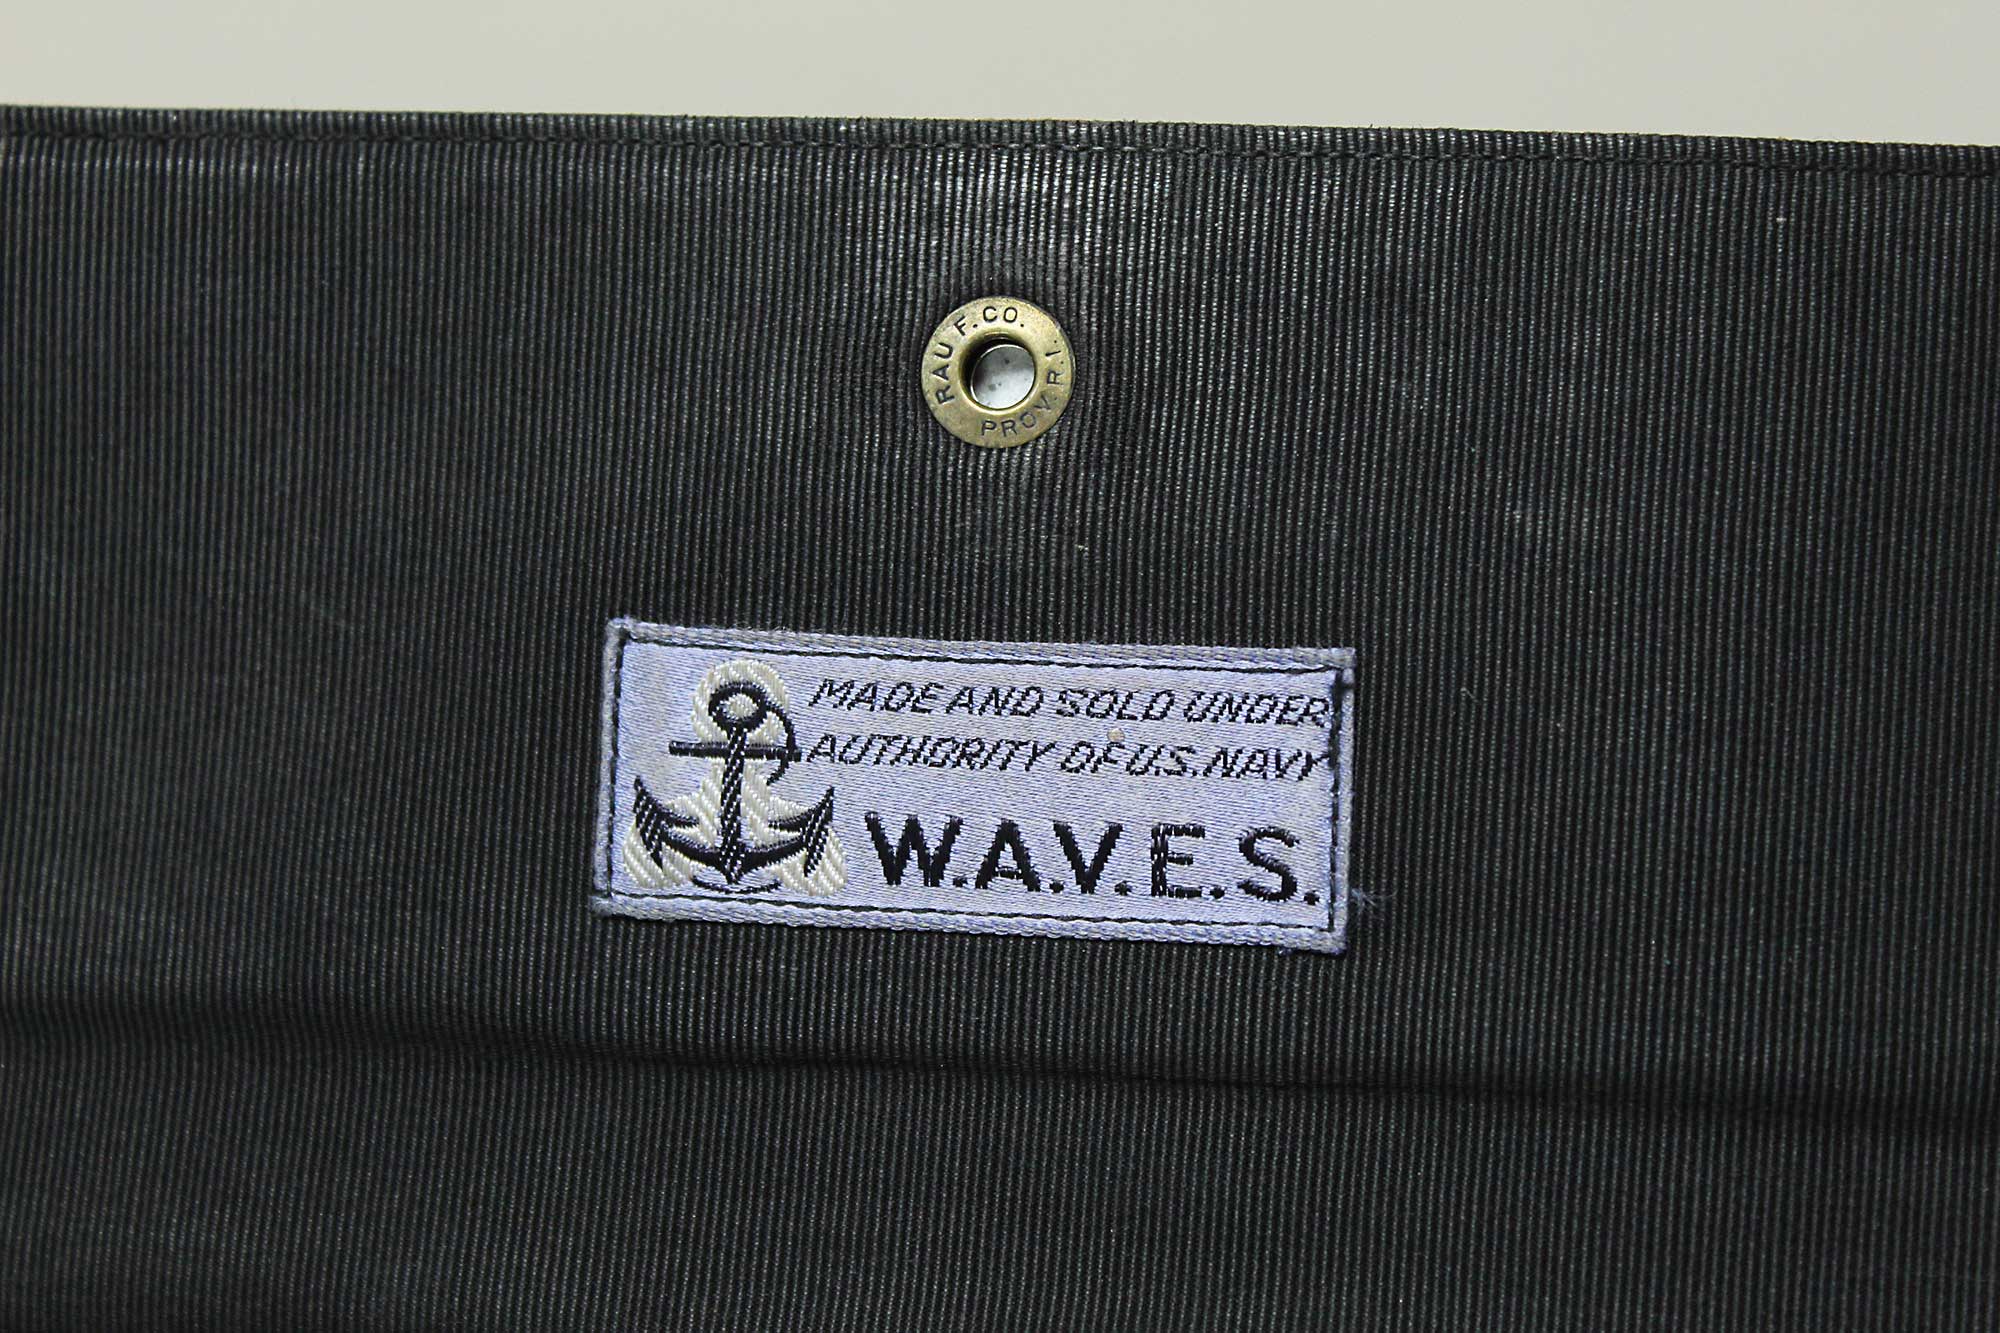 RAU F. CO.
PROV. R.I.
MADE AND SOLD UNDER
AUTHORITY OF U.S. NAVY
W.A.V.E.S.